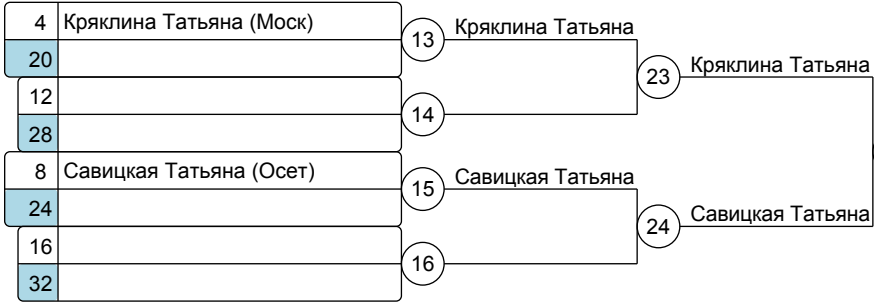 4 Кряклина Татьяна (Моск)
20
13 Кряклина Татьяна
23 Кряклина Татьяна
12
28
14
8 Савицкая Татьяна (Осет)
24
15 Савицкая Татьяна
24 Савицкая Татьяна
16
32
16